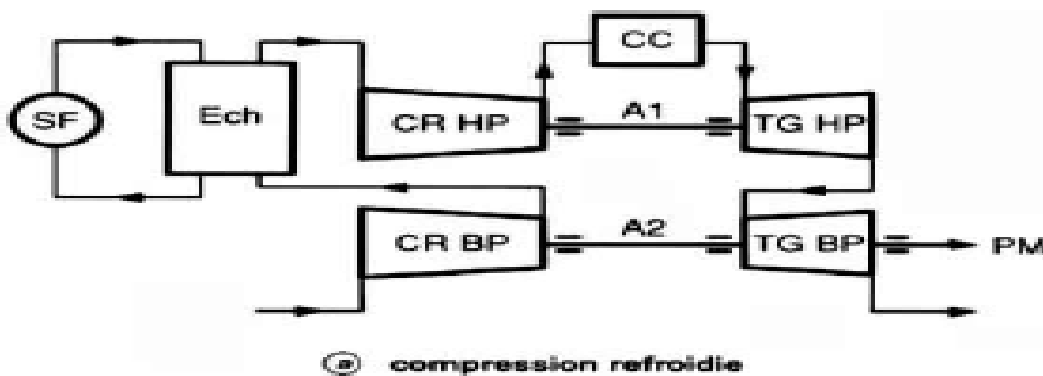 CC
SF
Ech
CR HP
A1
TG HP
CR BP
A2
TG BP
PM
a compression refroidie